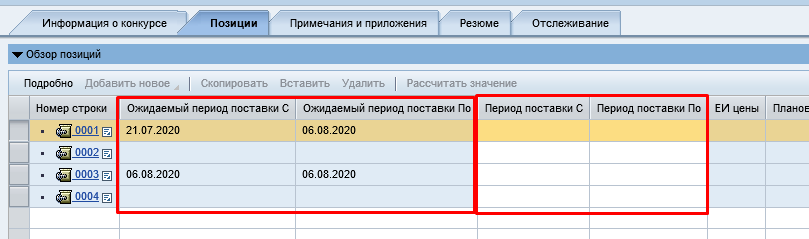 Информация о конкурсе Позиции Примечания и приложения Резюме Отслеживание
Обзор позиций
Подробно Добавить новое Скопировать Вставить Удалить Рассчитать значение
Номер строки Ожидаемый период поставки С Ожидаемый период поставки По Период поставки С Период поставки По ЕИ цены Планов
0001 21.07.2020 06.08.2020
0002
0003 06.08.2020 06.08.2020
0004